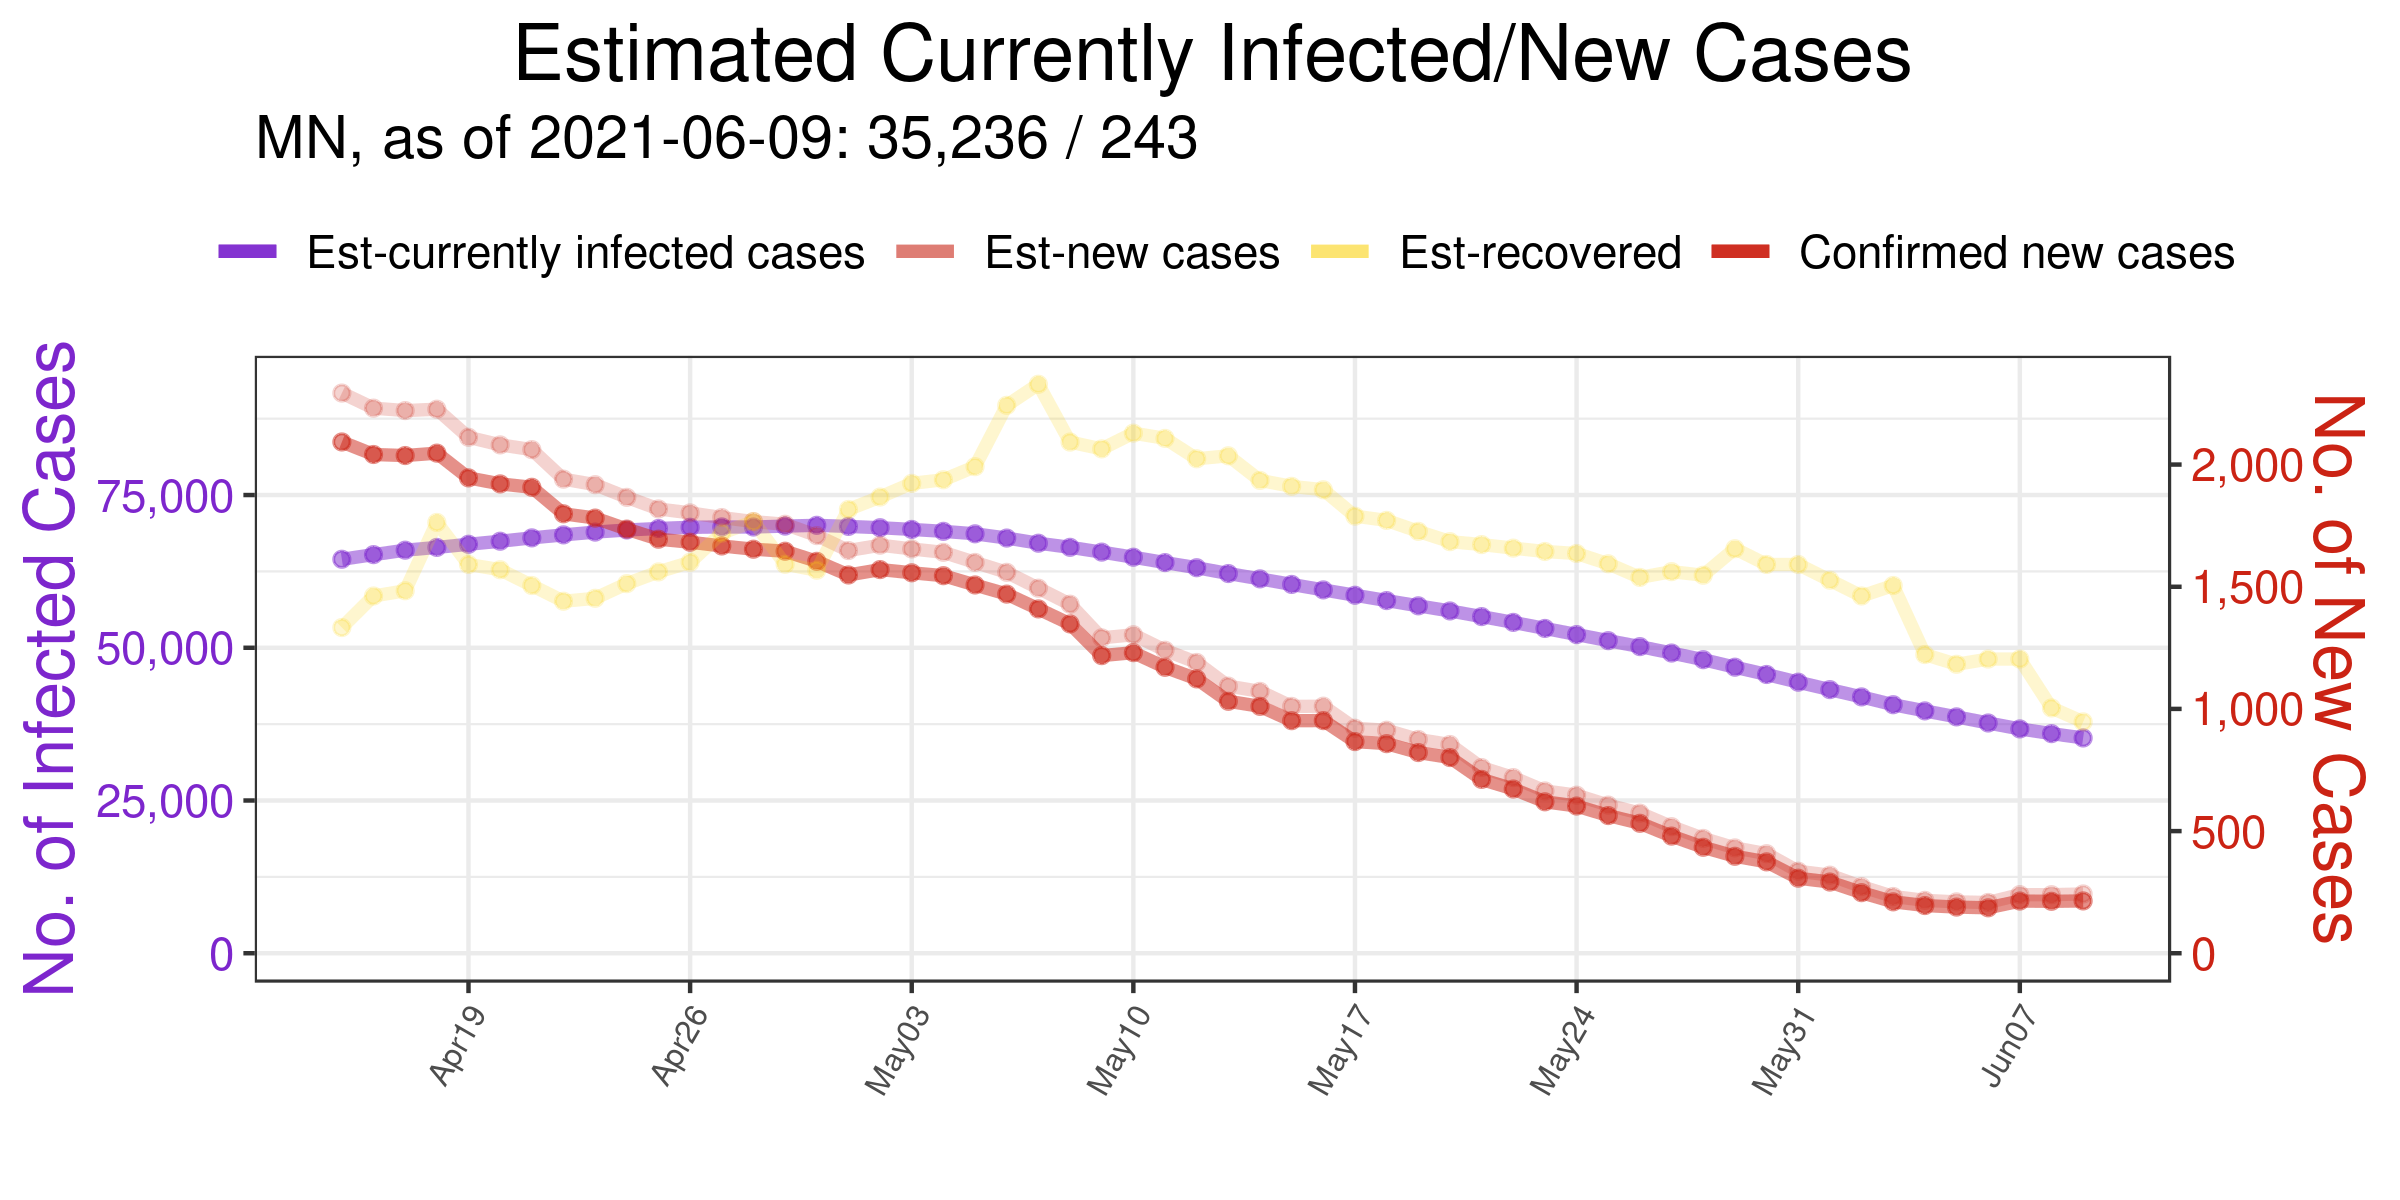 Estimated Currently Infected/New Cases
MN, as of 2021-06-09: 35,236 / 243
Est-currently infected cases Est-new cases Est-recovered Confirmed new cases
No. of Infected Cases
75,000
50,000
25,000
0
2,000
1,500
1,000
500
0
No. of New Cases
Apr19 Apr26 May03 May10 May17 May24 May31 Jun07